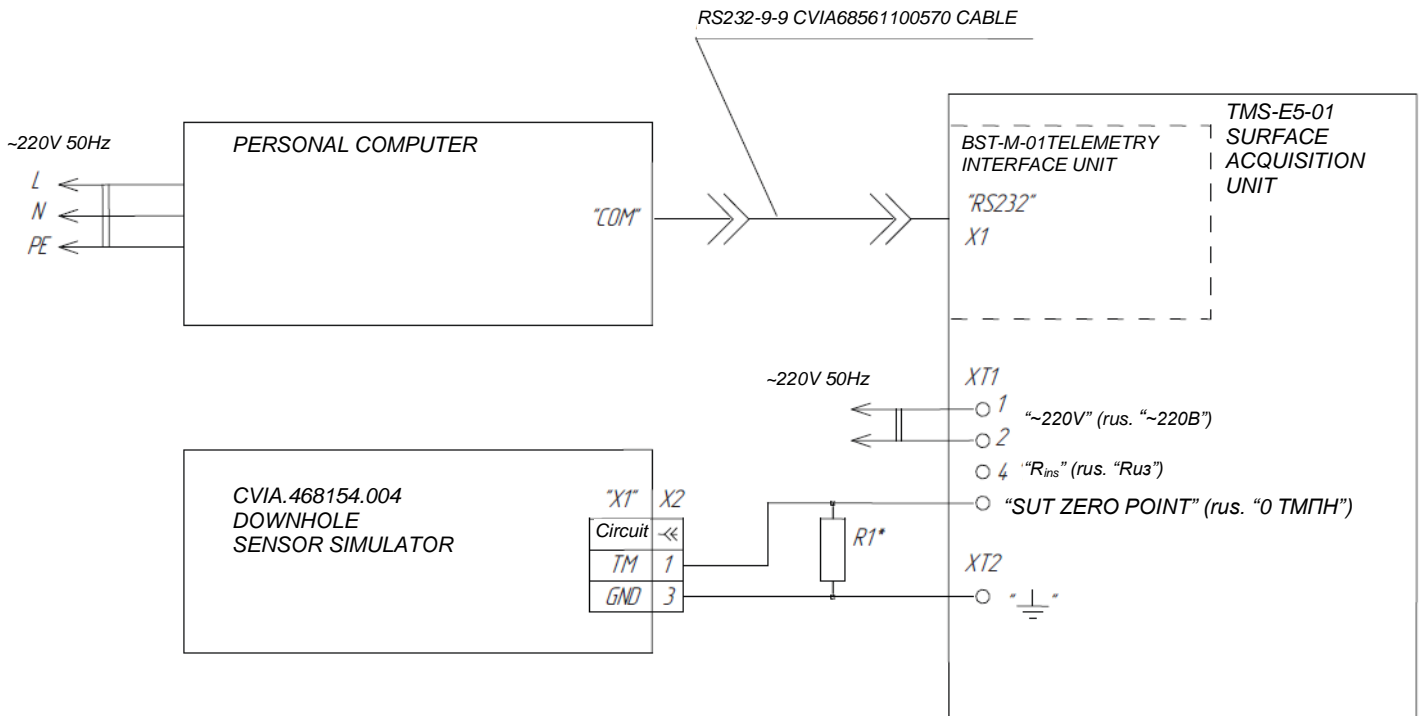 RS232-9-9 CVIA68561100570 CABLE
~220V 50Hz
L
N
PE
PERSONAL COMPUTER
"COM"
BST-M-01TELEMETRY
INTERFACE UNIT
"RS232"
X1
TMS-E5-01
SURFACE
ACQUISITION
UNIT
~220V 50Hz
XT1
1
2
“~220V” (rus. “~220В”)
4 “Rins” (rus. “Rиз”)
“SUT ZERO POINT” (rus. “0 ТМПН”)
R1*
XT2
"⏚"
CVIA.468154.004
DOWNHOLE
SENSOR SIMULATOR
"X1" X2
Circuit
TM 1
GND 3